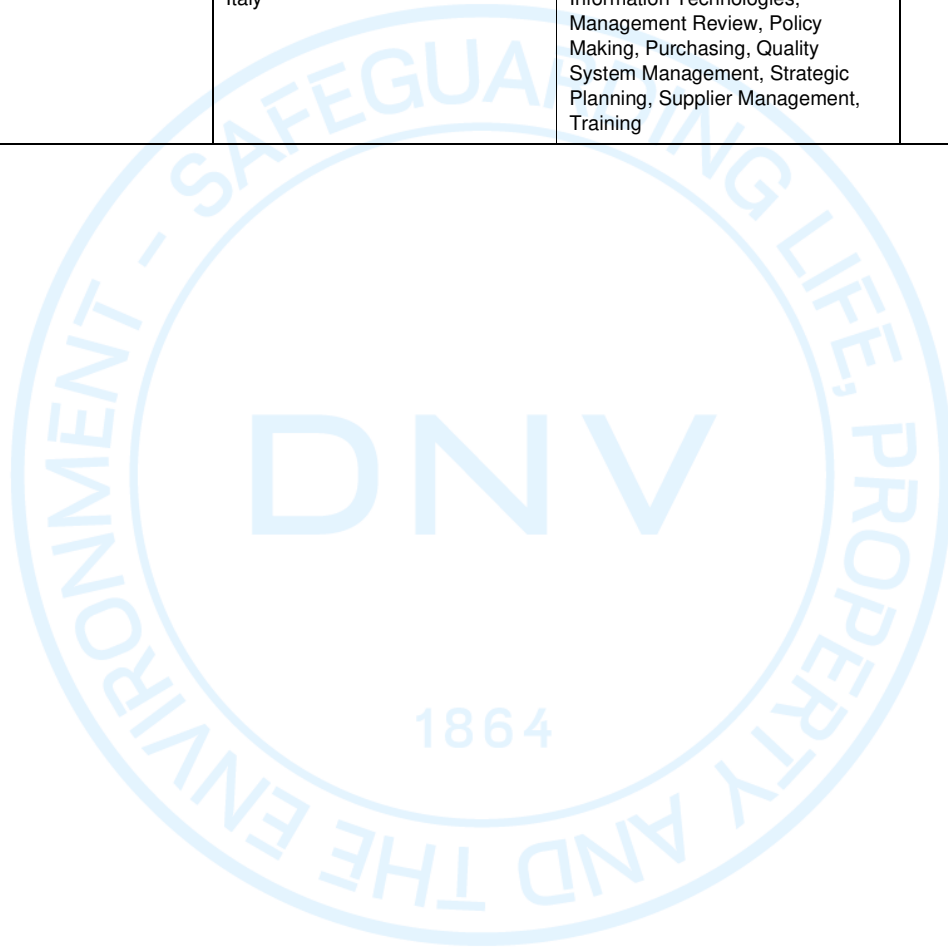 Italy
Information Technologies,
Management Review, Policy
Making, Purchasing, Quality
System Management, Strategic
Planning, Supplier Management,
Training
SAFEGUARDING LIFE, PROPERTY AND THE ENVIRONMENT -
DNV
1864